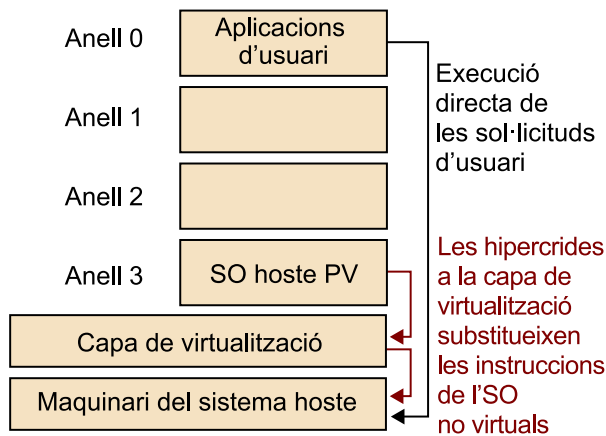 Anell 0
Aplicacions
d'usuari
Anell 1
Anell 2
Anell 3
SO hoste PV
Capa de virtualització
Maquinari del sistema hoste
Execució
directa de
les sol·licituds
d'usuari
Les hipercrides
a la capa de
virtualització
substitueixen
les instruccions
de l'SO
no virtuals